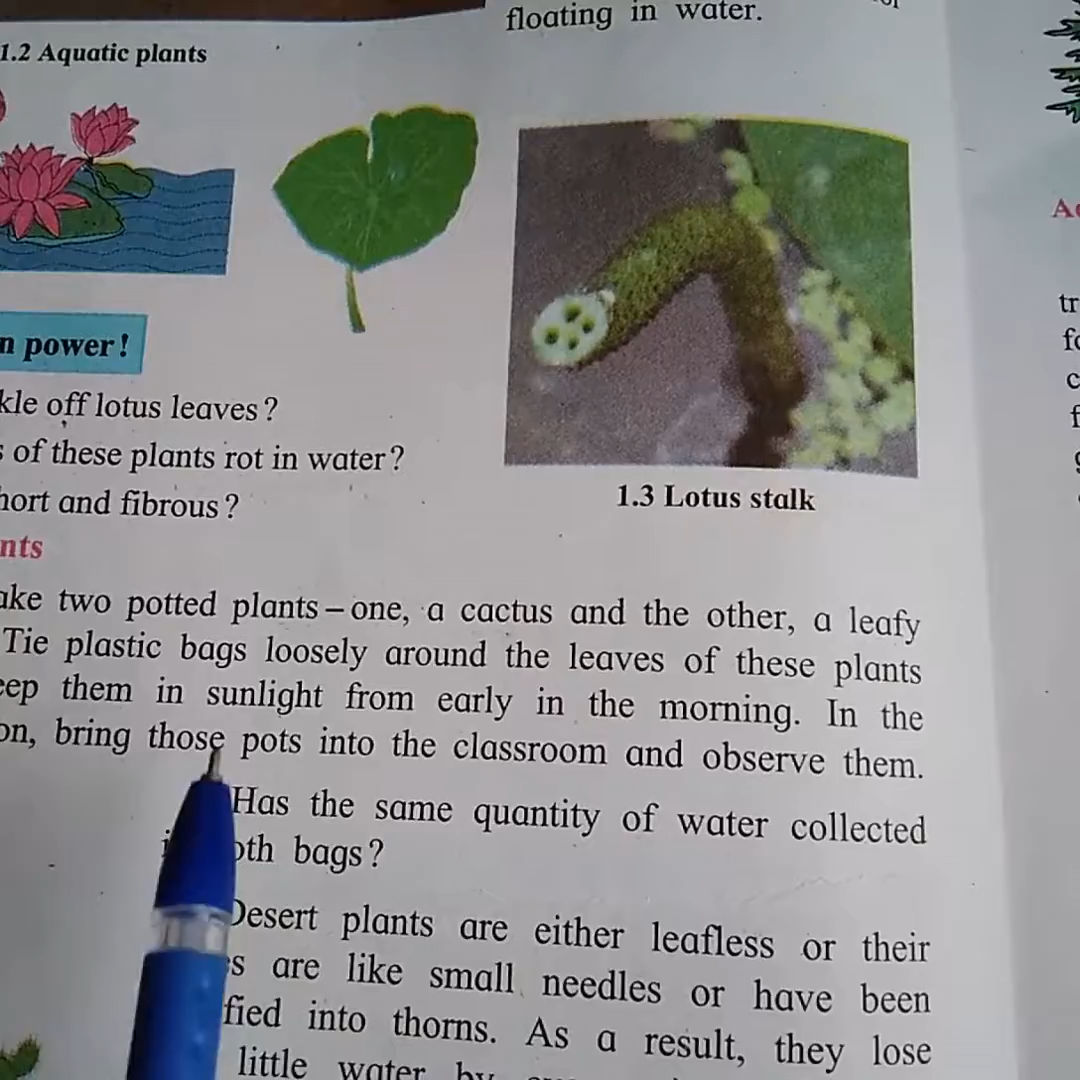 floating in water.
1.2 Aquatic plants
n power!
kle off lotus leaves?
s of these plants rot in water?
hort and fibrous?
1.3 Lotus stalk
nts
ake two potted plants – one, a cactus and the other, a leafy
Tie plastic bags loosely around the leaves of these plants
eep them in sunlight from early in the morning. In the
on, bring those pots into the classroom and observe them.
Has the same quantity of water collected
oth bags?
Desert plants are either leafless or their
s are like small needles or have been
fied into thorns. As a result, they lose
little water by